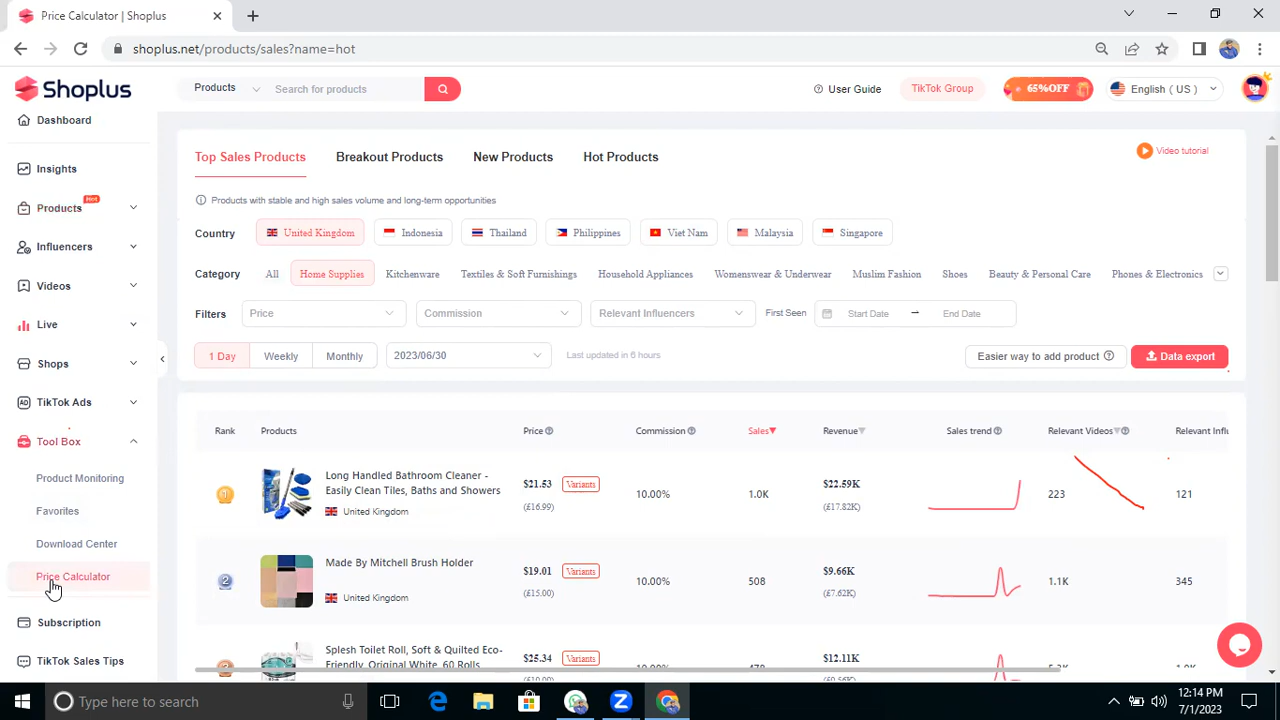 Price Calculator | Shoplus
shoplus.net/products/sales?name=hot
Shoplus
Products
Search for products
User Guide
TikTok Group
65%OFF
English ( US )
Dashboard
Insights
Products
Hot
Influencers
Videos
Live
Shops
TikTok Ads
Tool Box
Product Monitoring
Favorites
Download Center
Price Calculator
Subscription
TikTok Sales Tips
Top Sales Products Breakout Products New Products Hot Products
Video tutorial
Products with stable and high sales volume and long-term opportunities
Country United Kingdom Indonesia Thailand Philippines Viet Nam Malaysia Singapore
Category All Home Supplies Kitchenware Textiles & Soft Furnishings Household Appliances Womenswear & Underwear Muslim Fashion Shoes Beauty & Personal Care Phones & Electronics
Filters Price Commission Relevant Influencers First Seen Start Date End Date
1 Day Weekly Monthly 2023/06/30 Last updated in 6 hours Easier way to add product Data export
Rank Products Price Commission Sales Revenue Sales trend Relevant Videos Relevant Influ
1
Long Handled Bathroom Cleaner -
Easily Clean Tiles, Baths and Showers
United Kingdom
$21.53 Variants
(£16.99)
10.00% 1.0K
$22.59K
(£17.82K)
223 121
2
Made By Mitchell Brush Holder
United Kingdom
$19.01 Variants
(£15.00)
10.00% 508
$9.66K
(£7.62K)
1.1K 345
Splesh Toilet Roll, Soft & Quilted Eco-
Friendly, Original White, 60 Rolls
$25.34 Variants
$12.11K
10.00%
Type here to search
12:14 PM
7/1/2023